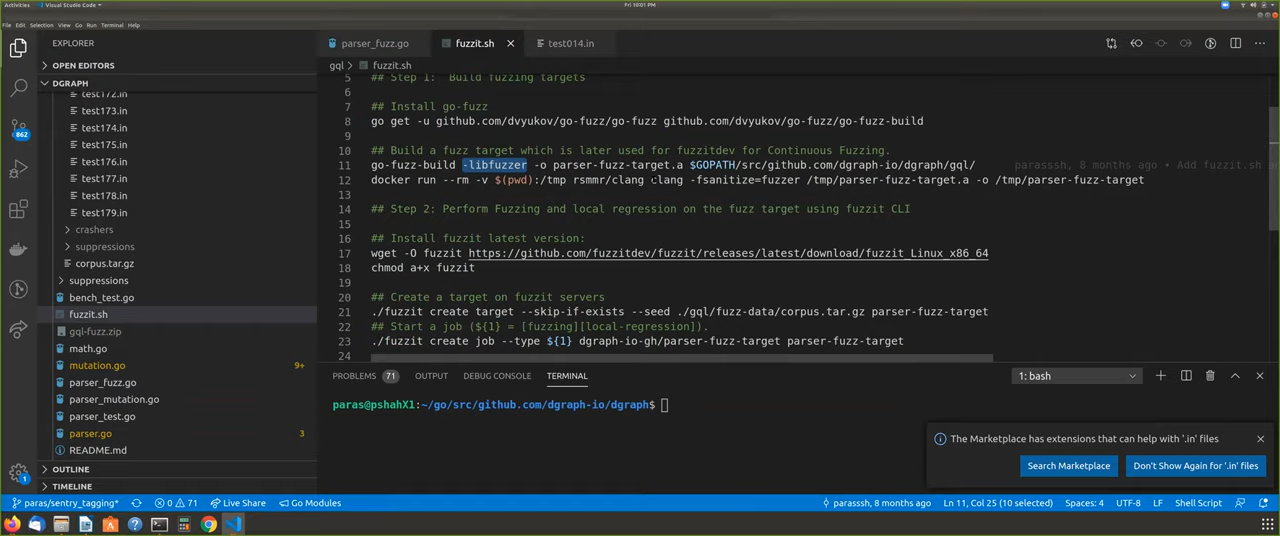 Activities
Visual Studio Code
Fri 10:01 PM
File Edit Selection View Go Run Terminal Help
EXPLORER
OPEN EDITORS
DGRAPH
test172.in
test173.in
test174.in
test175.in
test176.in
test177.in
test178.in
test179.in
crashers
suppressions
corpus.tar.gz
suppressions
bench_test.go
fuzzit.sh
gql-fuzz.zip
math.go
mutation.go 9+
parser_fuzz.go
parser_mutation.go
parser_test.go
parser.go 3
README.md
OUTLINE
TIMELINE
862
1
parser_fuzz.go
fuzzit.sh
test014.in
gql › fuzzit.sh
5 ## Step 1: Build fuzzing targets
6
7 ## Install go-fuzz
8 go get -u github.com/dvyukov/go-fuzz/go-fuzz github.com/dvyukov/go-fuzz/go-fuzz-build
9
10 ## Build a fuzz target which is later used for fuzzitdev for Continuous Fuzzing.
11 go-fuzz-build -libfuzzer -o parser-fuzz-target.a $GOPATH/src/github.com/dgraph-io/dgraph/gql/ parasssh, 8 months ago • Add fuzzit.sh a
12 docker run --rm -v $(pwd):/tmp rsmmr/clang clang -fsanitize=fuzzer /tmp/parser-fuzz-target.a -o /tmp/parser-fuzz-target
13
14 ## Step 2: Perform Fuzzing and local regression on the fuzz target using fuzzit CLI
15
16 ## Install fuzzit latest version:
17 wget -O fuzzit https://github.com/fuzzitdev/fuzzit/releases/latest/download/fuzzit_Linux_x86_64
18 chmod a+x fuzzit
19
20 ## Create a target on fuzzit servers
21 ./fuzzit create target --skip-if-exists --seed ./gql/fuzz-data/corpus.tar.gz parser-fuzz-target
22 ## Start a job (${1} = [fuzzing][local-regression]).
23 ./fuzzit create job --type ${1} dgraph-io-gh/parser-fuzz-target parser-fuzz-target
24
PROBLEMS 71 OUTPUT DEBUG CONSOLE TERMINAL 1: bash
paras@pshahX1:~/go/src/github.com/dgraph-io/dgraph$
The Marketplace has extensions that can help with '.in' files
Search Marketplace
Don't Show Again for '.in' files
paras/sentry_tagging* 0 71 Live Share Go Modules parasssh, 8 months ago Ln 11, Col 25 (10 selected) Spaces: 4 UTF-8 LF Shell Script